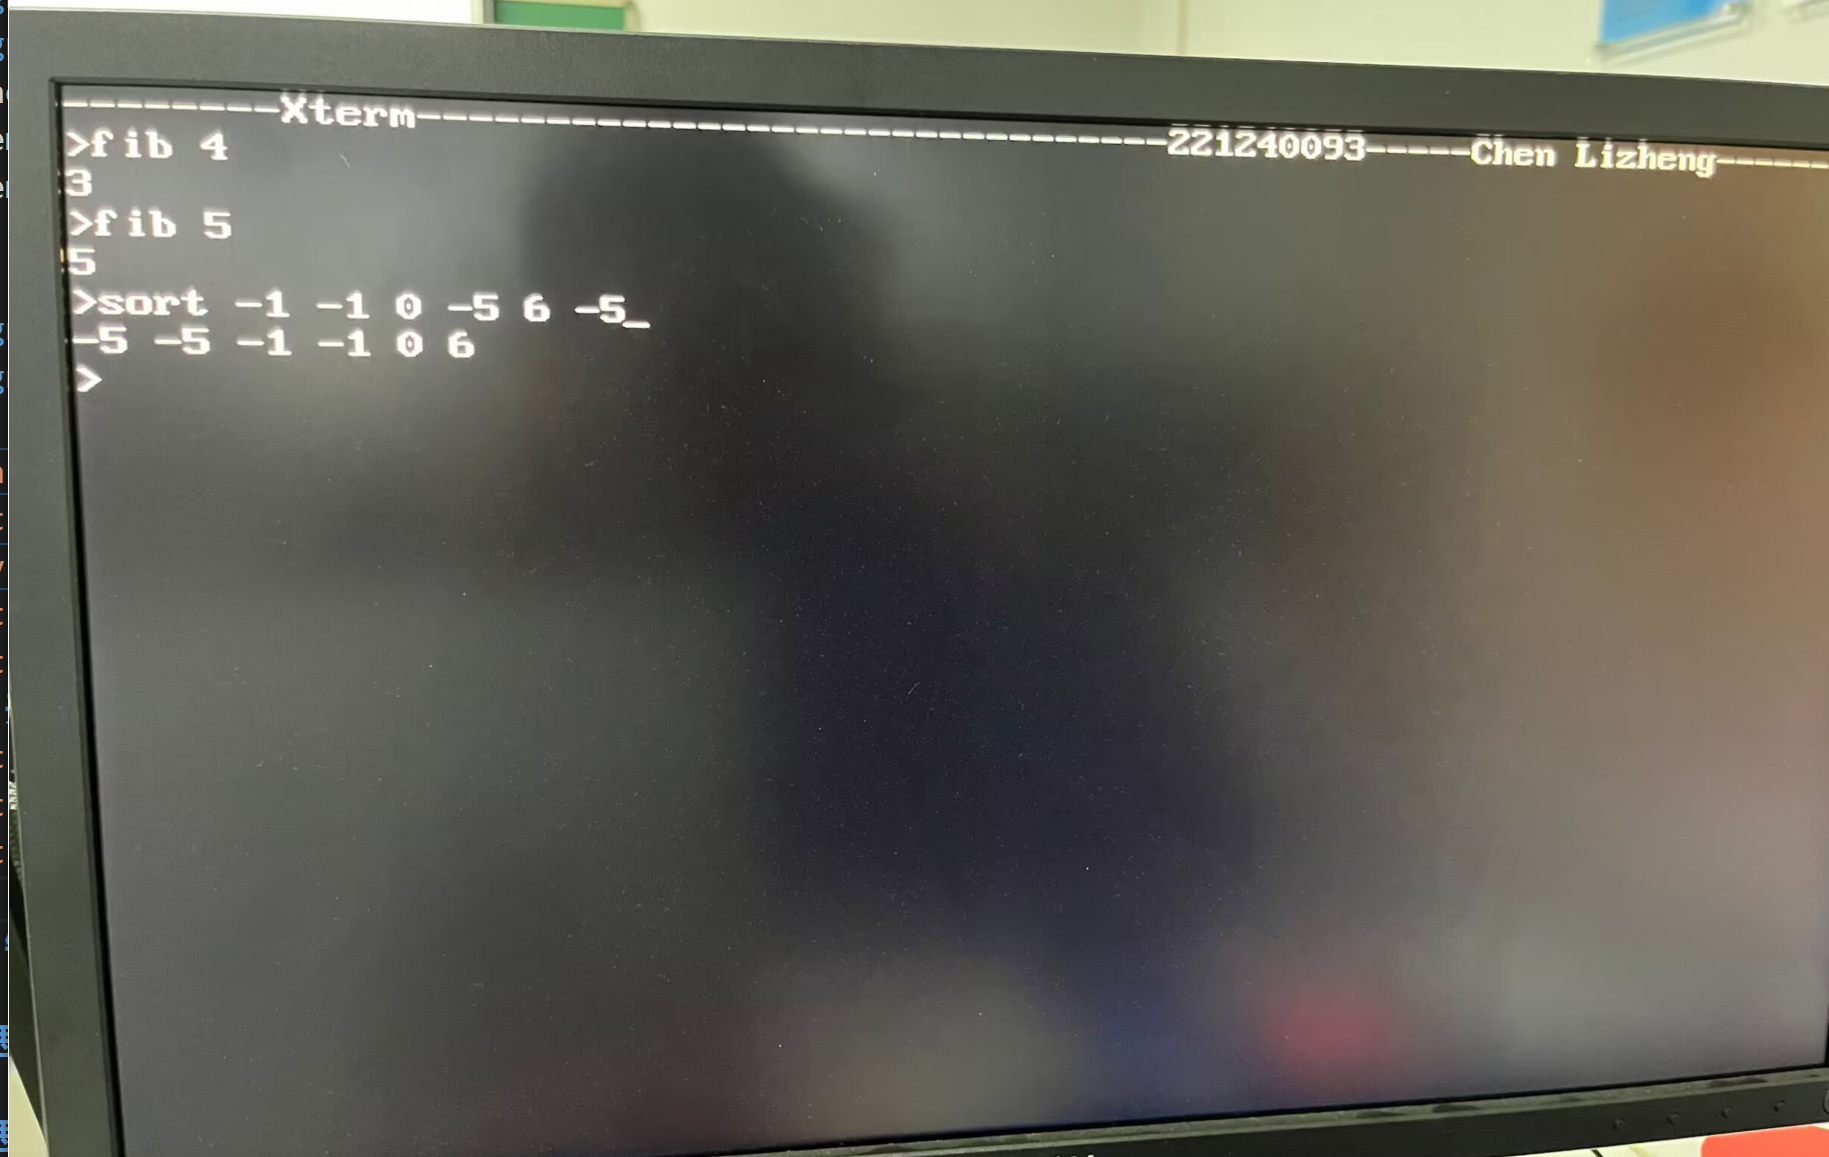 --------Xterm-----------------------------------221240093-----Chen Lizheng------
>fib 4
3
>fib 5
5
>sort -1 -1 0 -5 6 -5_
-5 -5 -1 -1 0 6
>